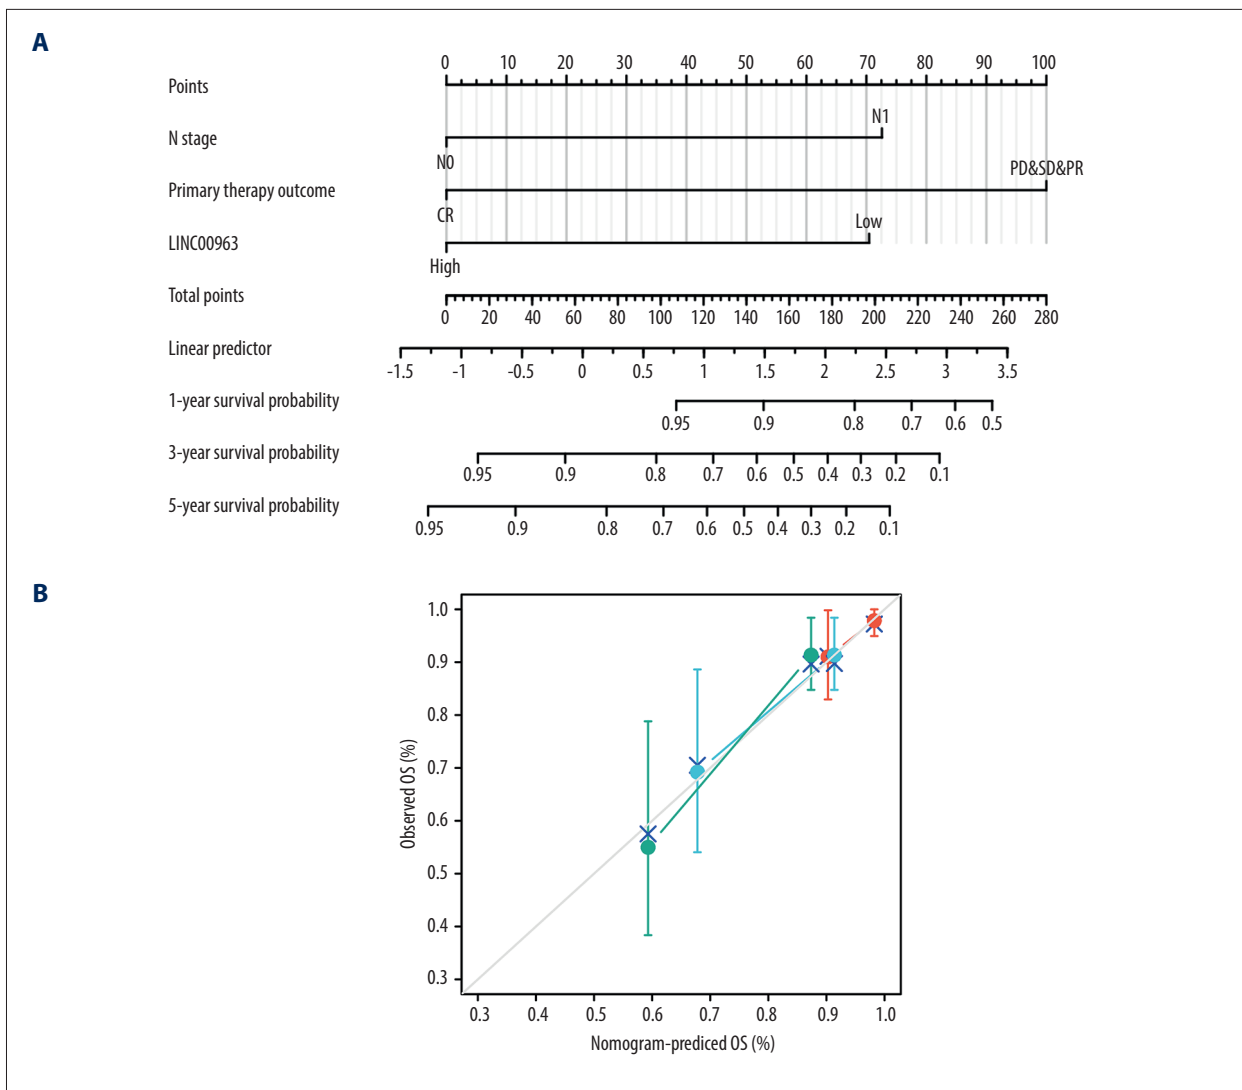 A
0 10 20 30 40 50 60 70 80 90 100
Points
N1
N stage
N0
PD&SD&PR
Primary therapy outcome
CR
Low
LINC00963
High
Total points
0 20 40 60 80 100 120 140 160 180 200 220 240 260 280
Linear predictor
-1.5 -1 -0.5 0 0.5 1 1.5 2 2.5 3 3.5
1-year survival probability
0.95 0.9 0.8 0.7 0.6 0.5
3-year survival probability
0.95 0.9 0.8 0.7 0.6 0.5 0.4 0.3 0.2 0.1
5-year survival probability
0.95 0.9 0.8 0.7 0.6 0.5 0.4 0.3 0.2 0.1
B
1.0
0.9
0.8
0.7
0.6
0.5
0.4
0.3
Observed OS (%)
0.3 0.4 0.5 0.6 0.7 0.8 0.9 1.0
Nomogram-prediced OS (%)